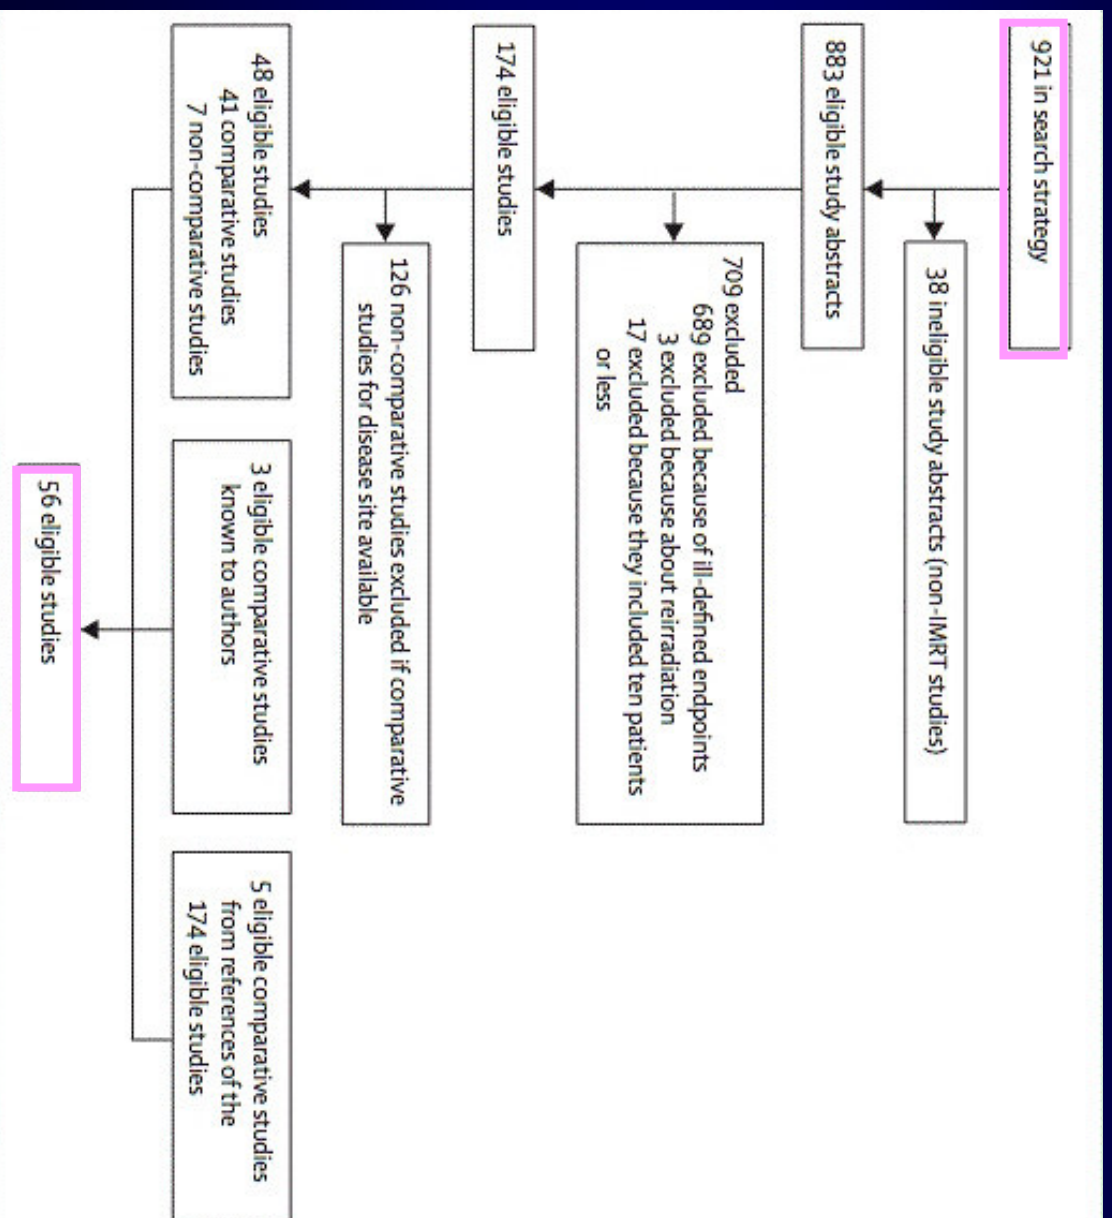 921 in search strategy
38 ineligible study abstracts (non-IMRT studies)
883 eligible study abstracts
709 excluded
689 excluded because of ill-defined endpoints
3 excluded because about reirradiation
17 excluded because they included ten patients
or less
174 eligible studies
126 non-comparative studies excluded if comparative
studies for disease site available
48 eligible studies
41 comparative studies
7 non-comparative studies
3 eligible comparative studies
known to authors
5 eligible comparative studies
from references of the
174 eligible studies
56 eligible studies